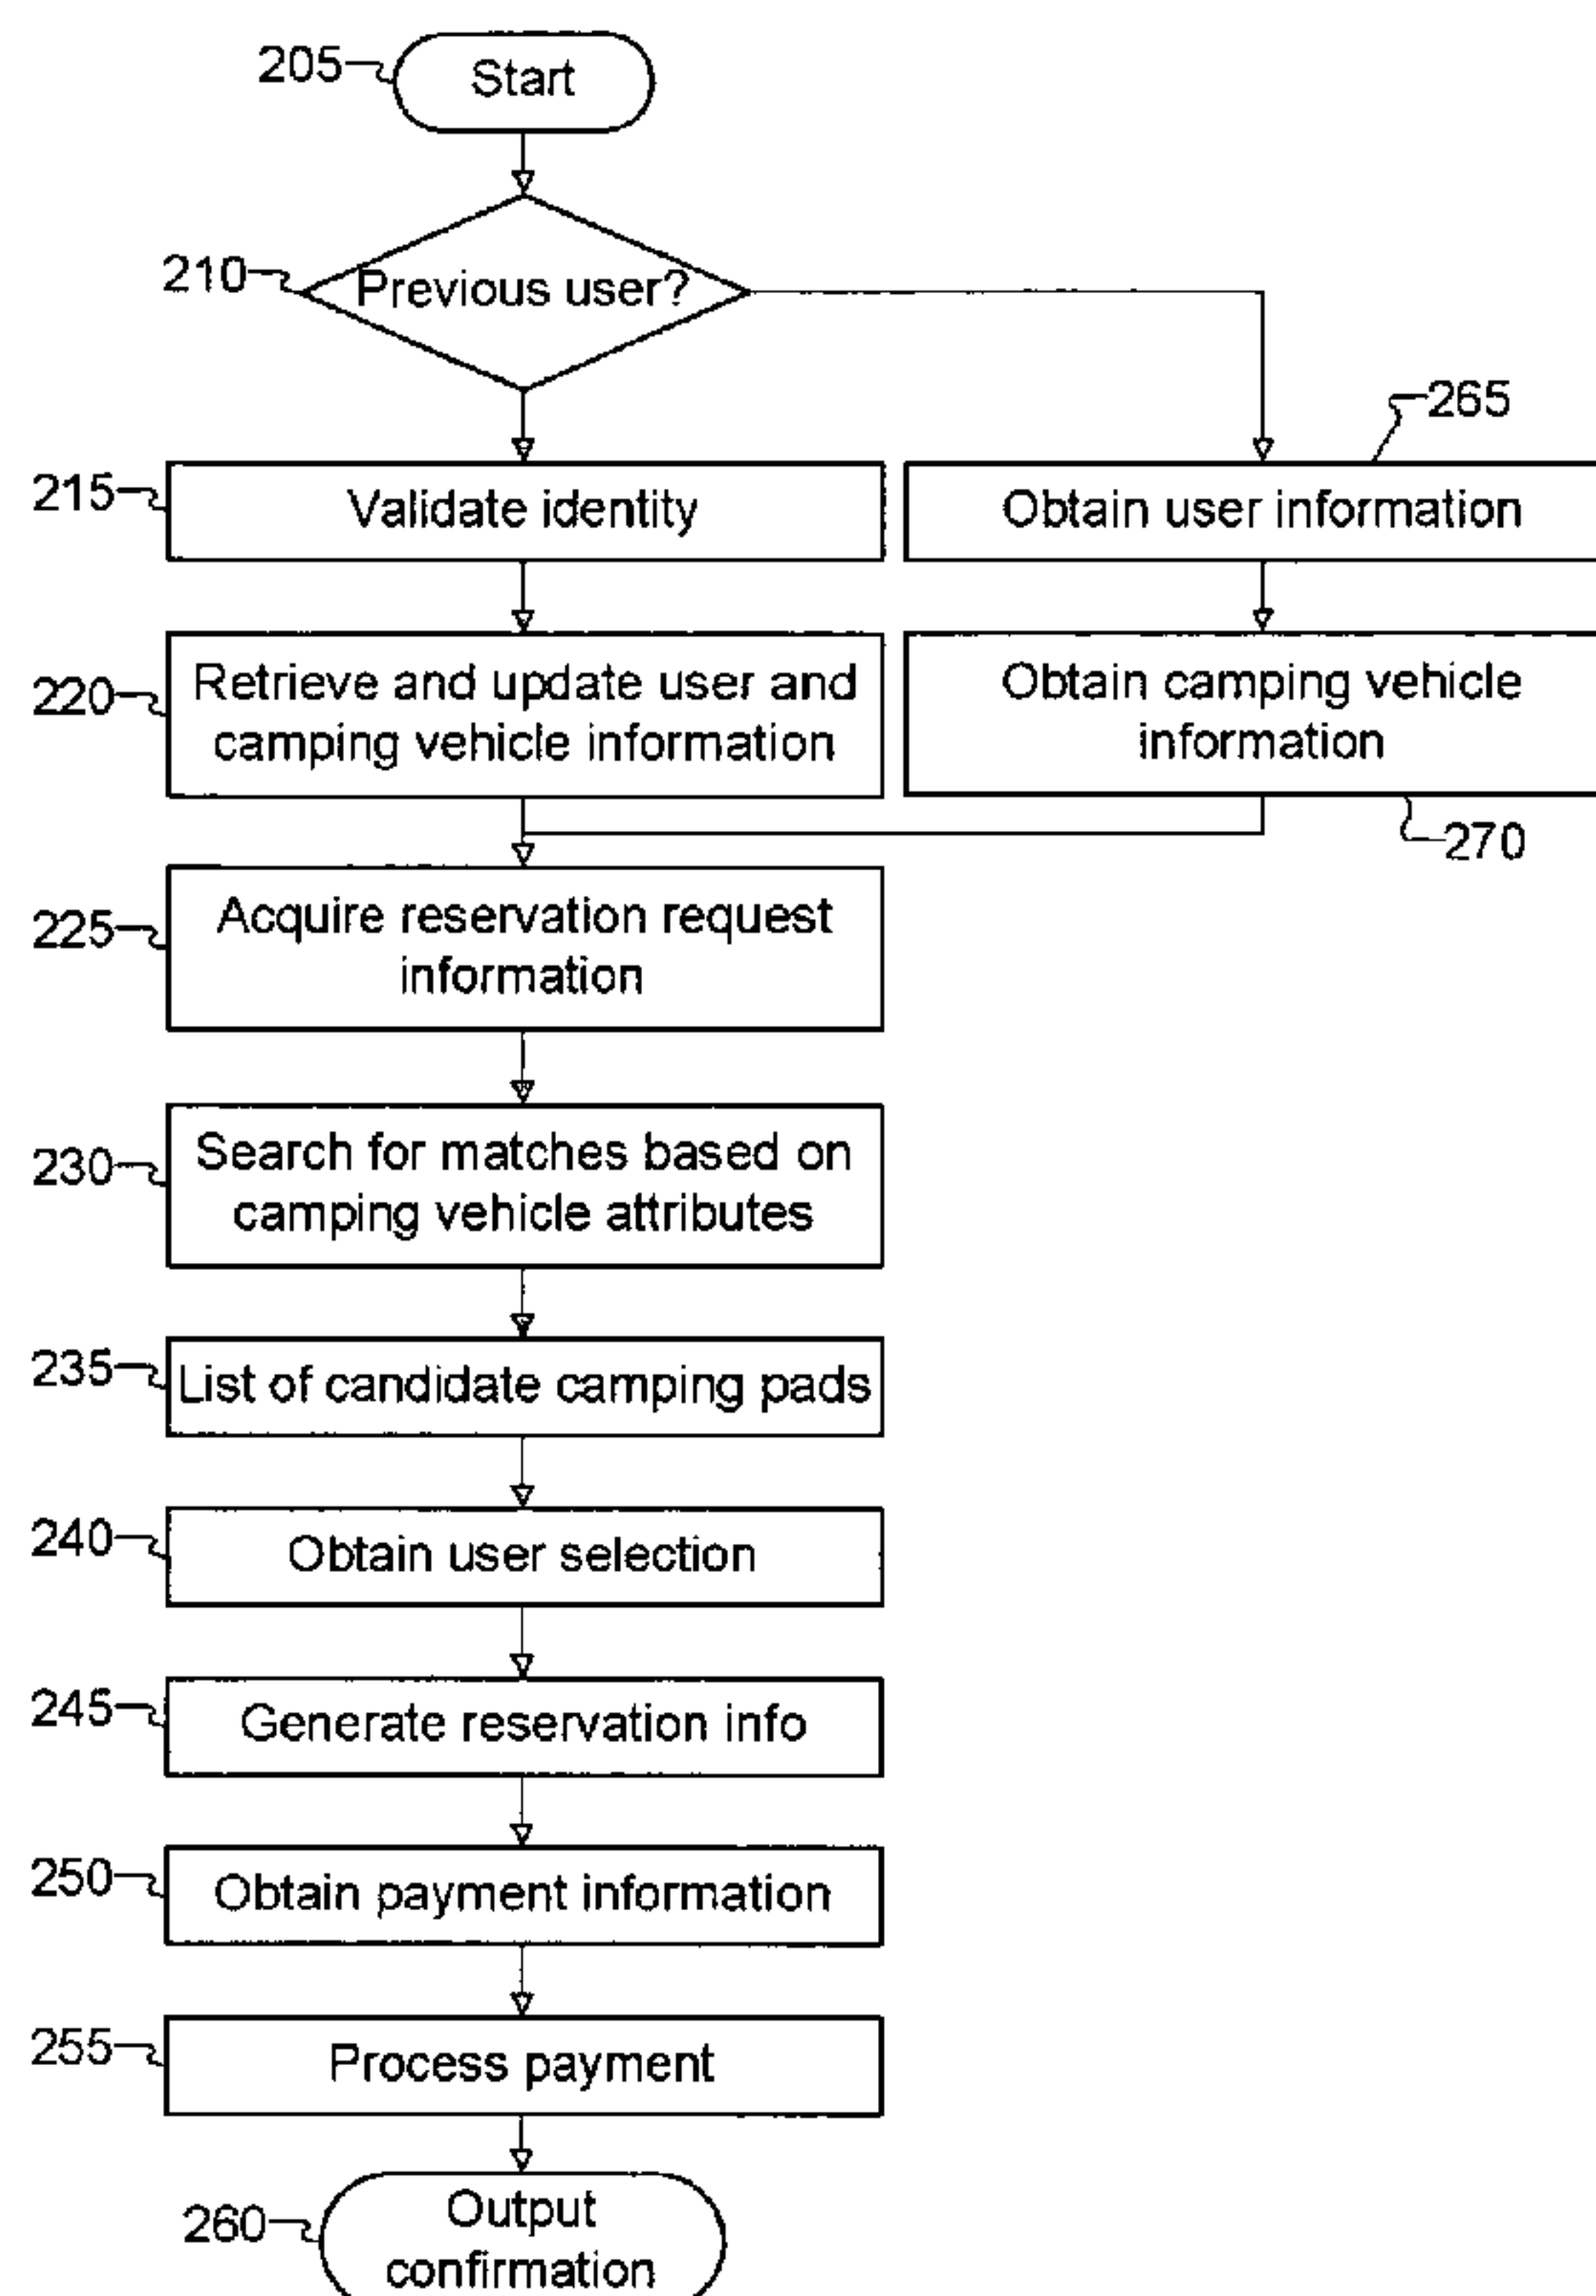 205
Start
210
Previous user?
265
215
Validate identity
Obtain user information
220
Retrieve and update user and
camping vehicle information
Obtain camping vehicle
information
270
225
Acquire reservation request
information
230
Search for matches based on
camping vehicle attributes
235
List of candidate camping pads
240
Obtain user selection
245
Generate reservation info
250
Obtain payment information
255
Process payment
260
Output
confirmation